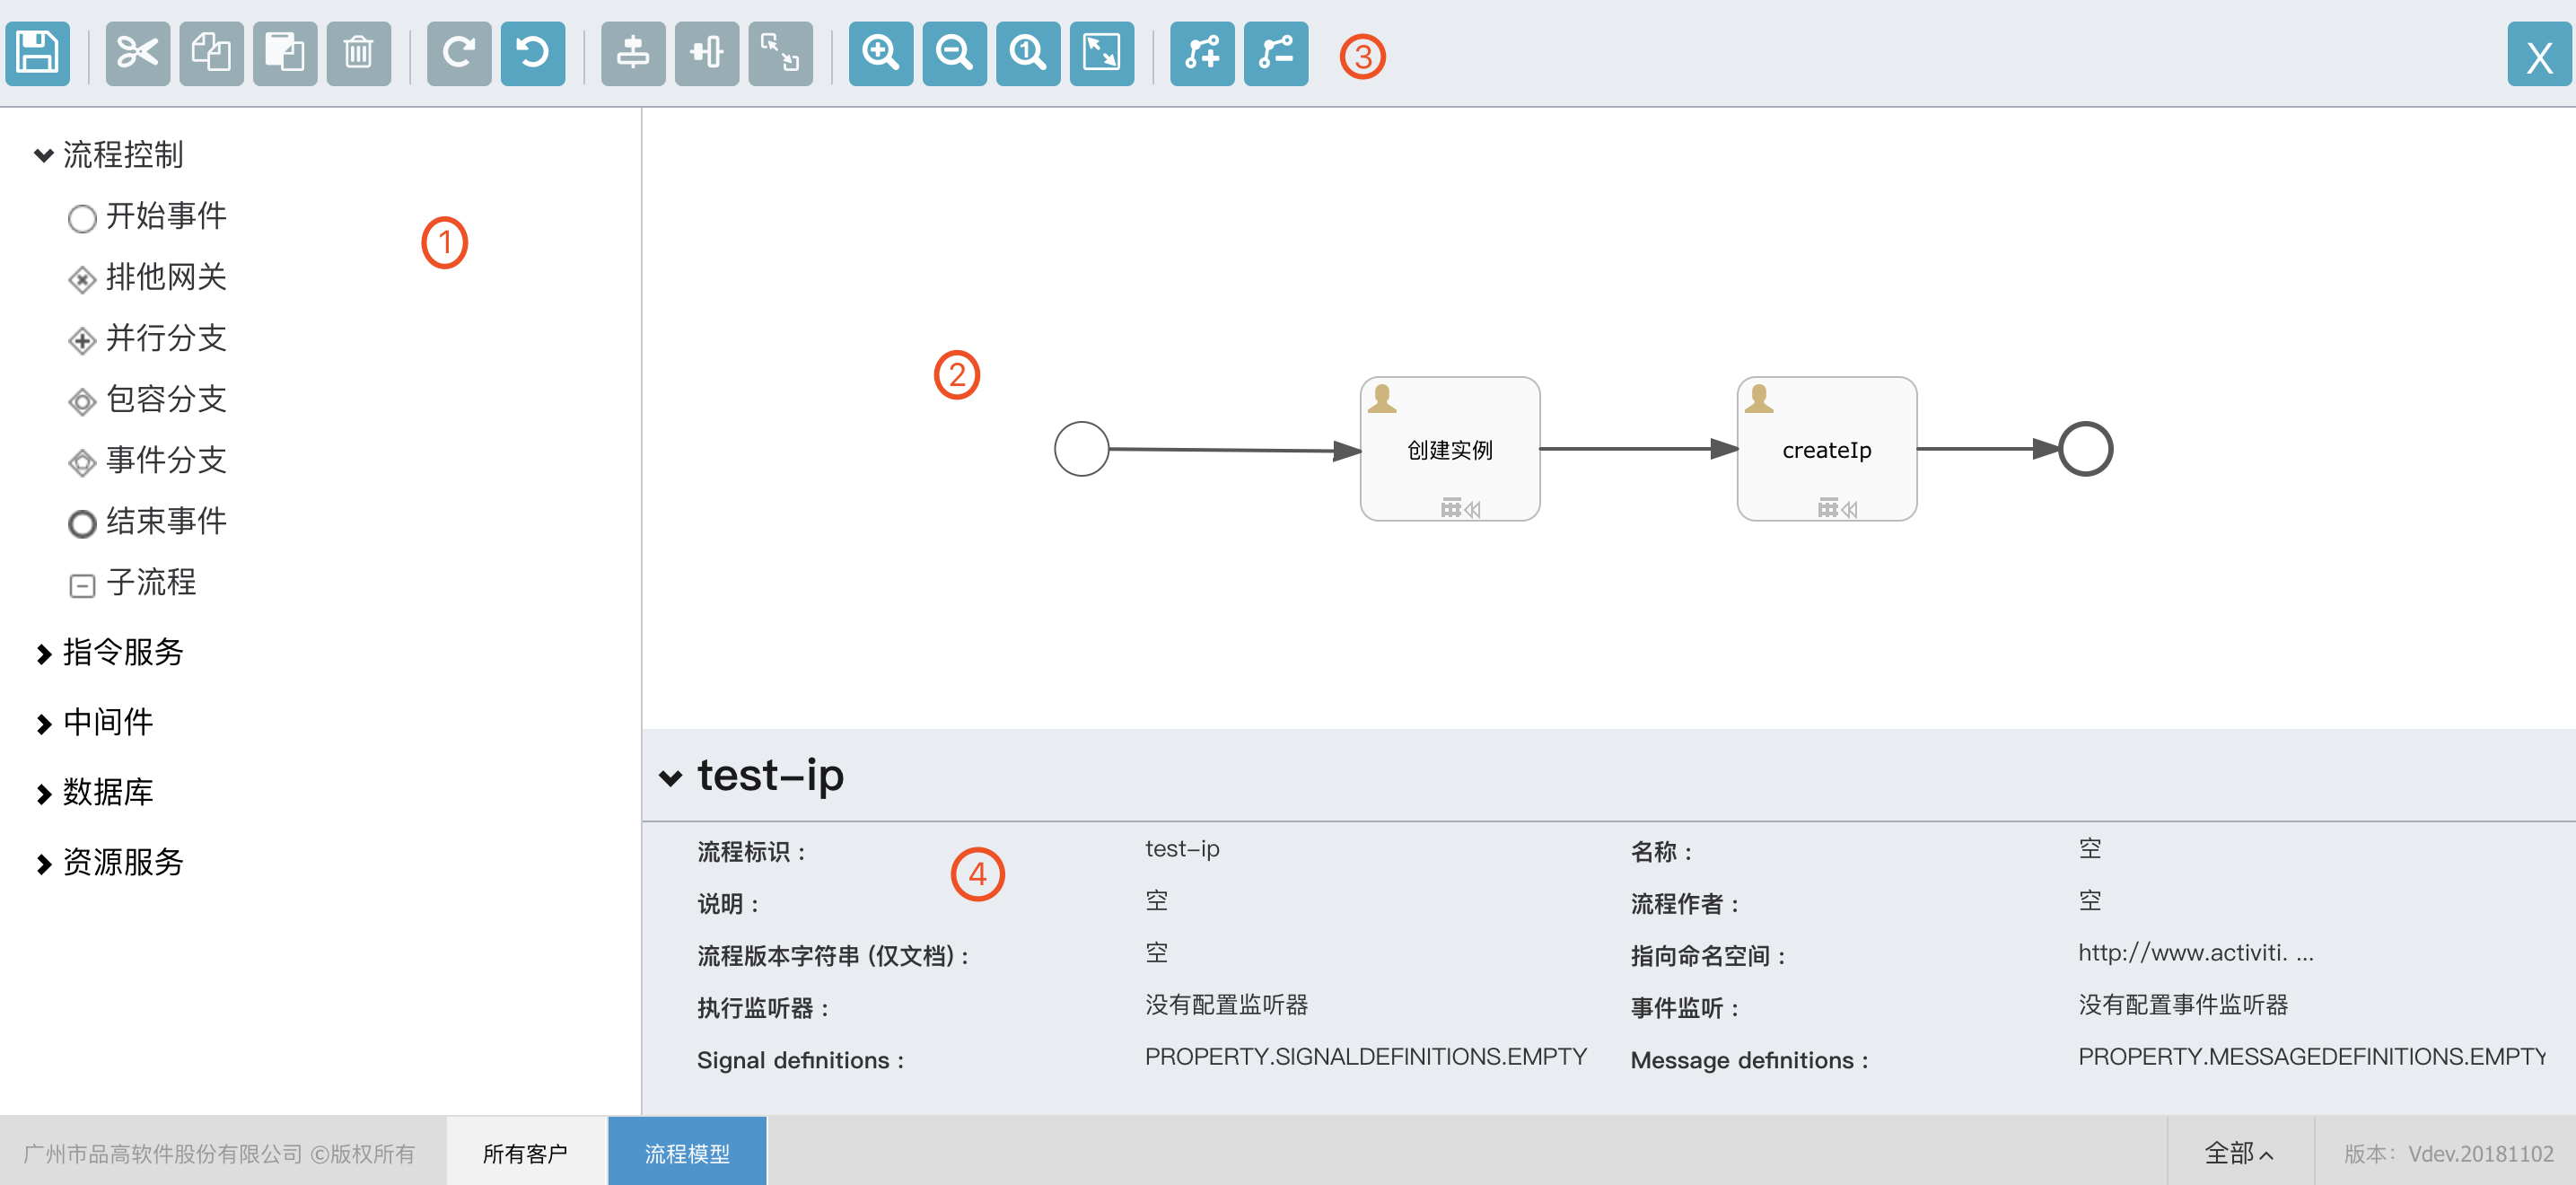 ③
X
流程控制
开始事件
①
排他网关
并行分支
包容分支
事件分支
结束事件
子流程
指令服务
中间件
数据库
资源服务
②
创建实例
createIp
test-ip
流程标识 :
test-ip
名称 :
空
④
说明 :
空
流程作者 :
空
流程版本字符串 (仅文档) :
空
指向命名空间 :
http://www.activiti. ...
执行监听器 :
没有配置监听器
事件监听 :
没有配置事件监听器
Signal definitions :
PROPERTY.SIGNALDEFINITIONS.EMPTY
Message definitions :
PROPERTY.MESSAGEDEFINITIONS.EMPTY
广州市品高软件股份有限公司 ©版权所有
所有客户
流程模型
全部
版本: Vdev.20181102